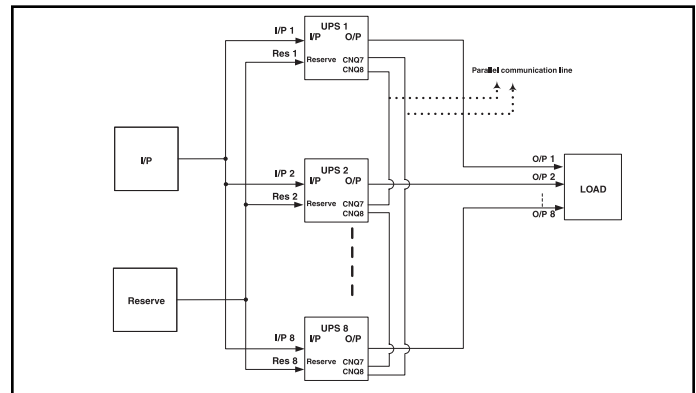 I/P
Reserve
I/P 1
Res 1
UPS 1
I/P O/P
Reserve CNQ7
CNQ8
Parallel communication line
I/P 2
Res 2
UPS 2
I/P O/P
Reserve CNQ7
CNQ8
I/P 8
Res 8
UPS 8
I/P O/P
Reserve CNQ7
CNQ8
O/P 1
O/P 2
O/P 8
LOAD